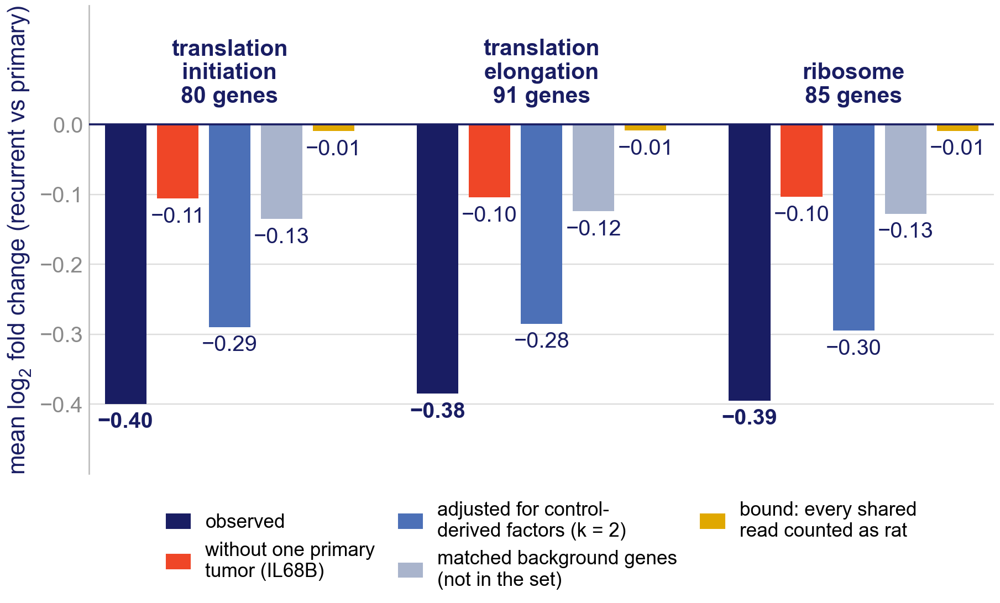 mean log2 fold change (recurrent vs primary)
translation
initiation
80 genes
translation
elongation
91 genes
ribosome
85 genes
0.0
−0.1
−0.2
−0.3
−0.4
−0.40
−0.11
−0.29
−0.13
−0.01
−0.38
−0.10
−0.28
−0.12
−0.01
−0.39
−0.10
−0.30
−0.13
−0.01
observed
without one primary
tumor (IL68B)
adjusted for control-
derived factors (k = 2)
matched background genes
(not in the set)
bound: every shared
read counted as rat